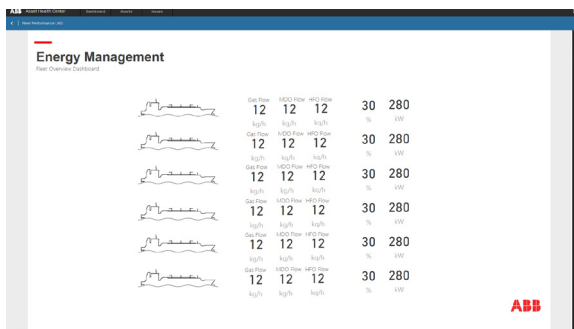 ABB Asset Health Center Dashboard Assets Issues
Fleet Performance
Energy Management
Fleet Overview Dashboard
Gas Flow MDO Flow HFO Flow
12 12 12 30 280
kg/h kg/h kg/h % kW
Gas Flow MDO Flow HFO Flow
12 12 12 30 280
kg/h kg/h kg/h % kW
Gas Flow MDO Flow HFO Flow
12 12 12 30 280
kg/h kg/h kg/h % kW
Gas Flow MDO Flow HFO Flow
12 12 12 30 280
kg/h kg/h kg/h % kW
Gas Flow MDO Flow HFO Flow
12 12 12 30 280
kg/h kg/h kg/h % kW
Gas Flow MDO Flow HFO Flow
12 12 12 30 280
kg/h kg/h kg/h % kW
ABB